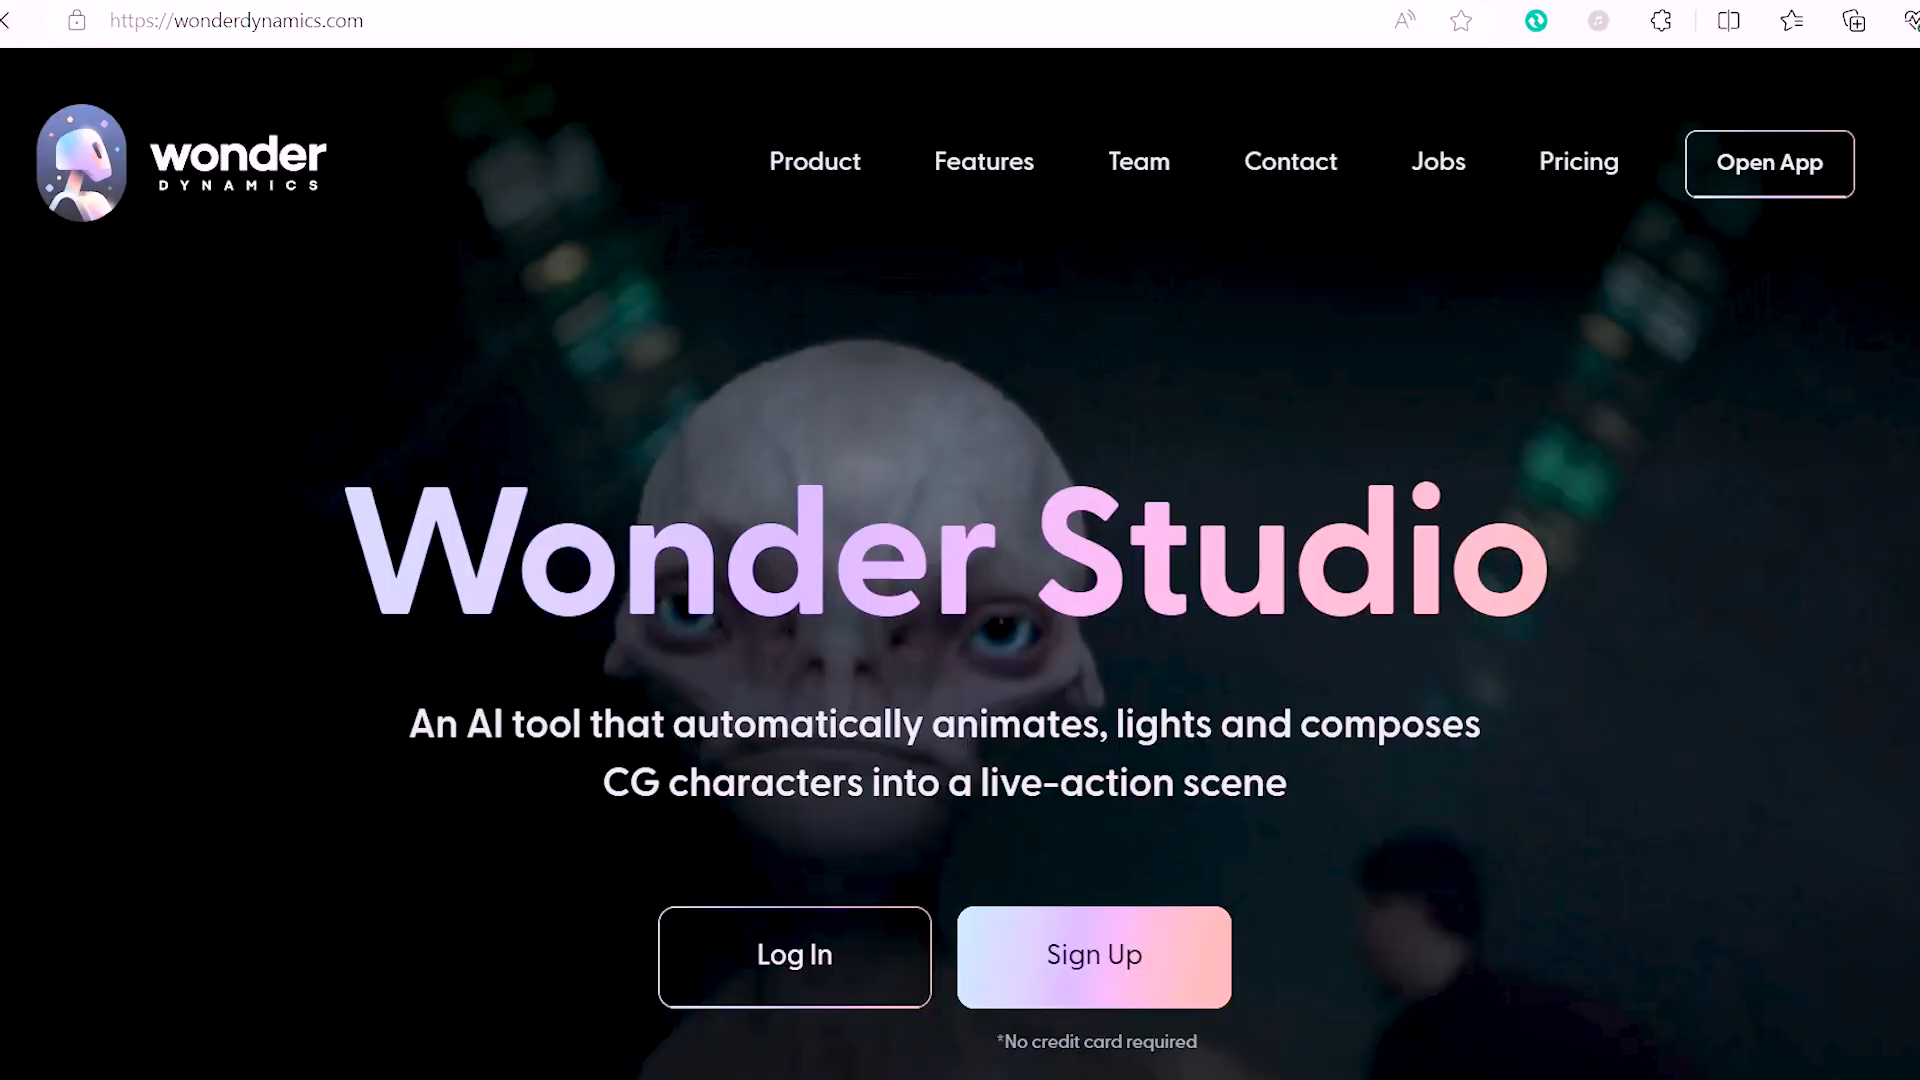 https://wonderdynamics.com
wonder
DYNAMICS
Product
Features
Team
Contact
Jobs
Pricing
Open App
Wonder Studio
An AI tool that automatically animates, lights and composes
CG characters into a live-action scene
Log In
Sign Up
*No credit card required